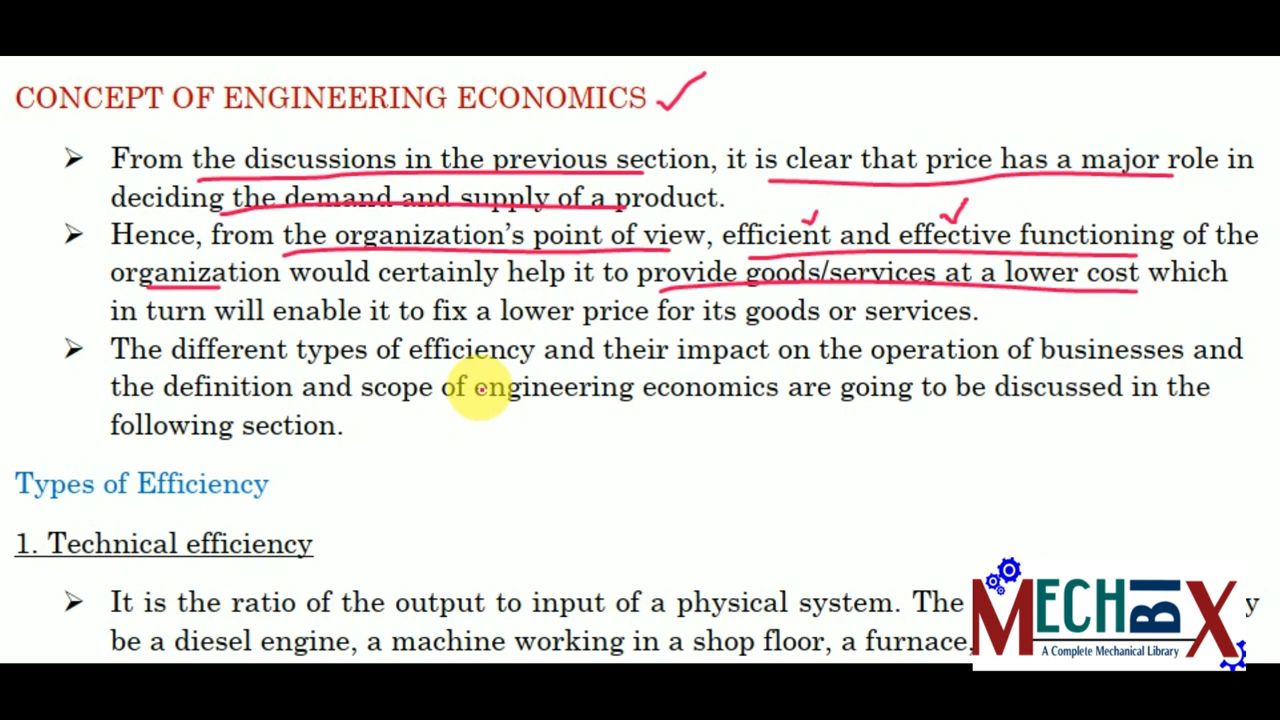 CONCEPT OF ENGINEERING ECONOMICS
➢ From the discussions in the previous section, it is clear that price has a major role in
deciding the demand and supply of a product.
➢ Hence, from the organization's point of view, efficient and effective functioning of the
organization would certainly help it to provide goods/services at a lower cost which
in turn will enable it to fix a lower price for its goods or services.
➢ The different types of efficiency and their impact on the operation of businesses and
the definition and scope of engineering economics are going to be discussed in the
following section.
Types of Efficiency
1. Technical efficiency
➢ It is the ratio of the output to input of a physical system. The
be a diesel engine, a machine working in a shop floor, a furnace,
MECHBIX
A Complete Mechanical Library